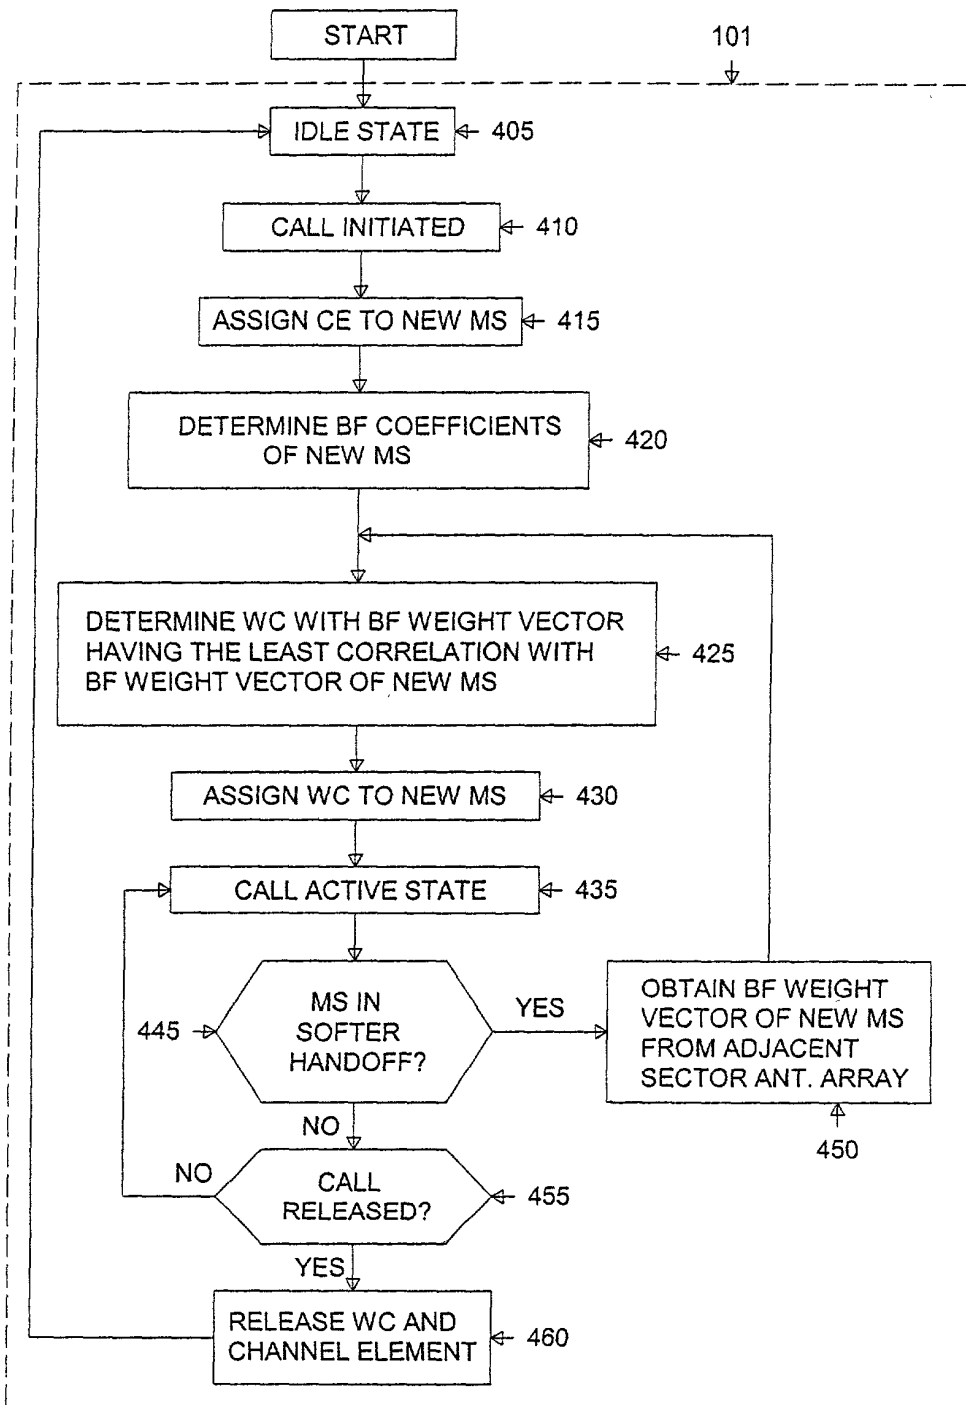 START
101
IDLE STATE
405
CALL INITIATED
410
ASSIGN CE TO NEW MS
415
DETERMINE BF COEFFICIENTS
OF NEW MS
420
DETERMINE WC WITH BF WEIGHT VECTOR
HAVING THE LEAST CORRELATION WITH
BF WEIGHT VECTOR OF NEW MS
425
ASSIGN WC TO NEW MS
430
CALL ACTIVE STATE
435
445
MS IN
SOFTER
HANDOFF?
YES
OBTAIN BF WEIGHT
VECTOR OF NEW MS
FROM ADJACENT
SECTOR ANT. ARRAY
450
NO
NO
CALL
RELEASED?
455
YES
RELEASE WC AND
CHANNEL ELEMENT
460